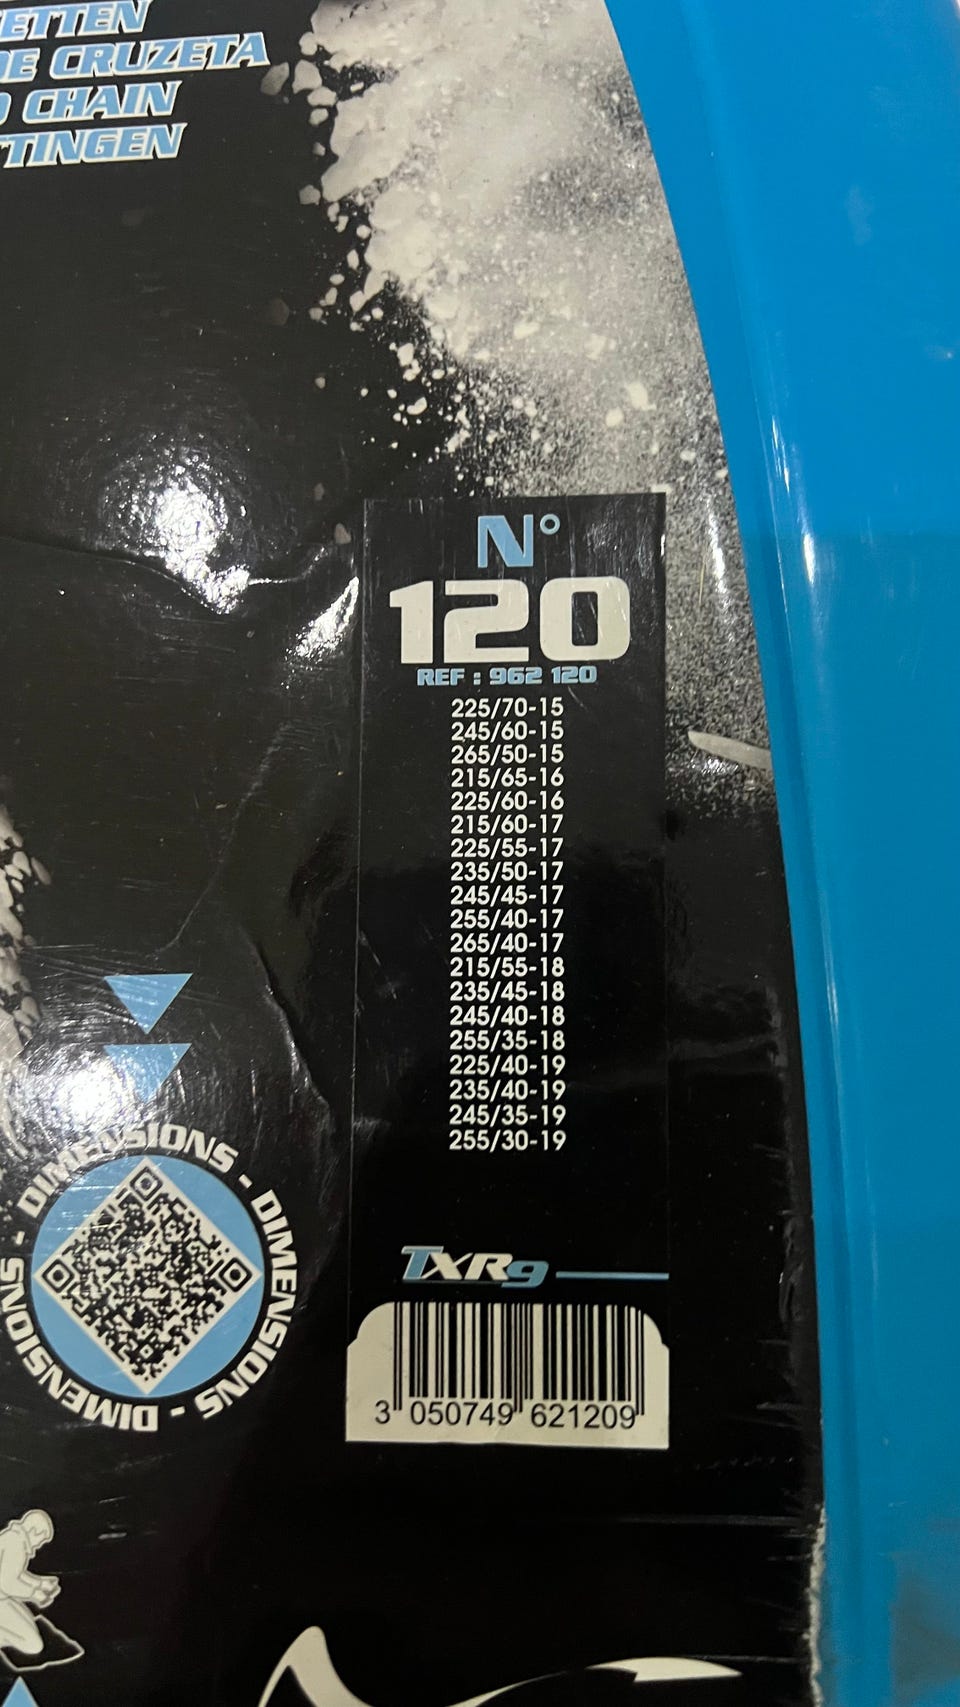 ETTEN
DE CRUZETA
CHAIN
TTINGEN
N°
120
REF : 962 120
225/70-15
245/60-15
265/50-15
215/65-16
225/60-16
215/60-17
225/55-17
235/50-17
245/45-17
255/40-17
265/40-17
215/55-18
235/45-18
245/40-18
255/35-18
225/40-19
235/40-19
245/35-19
255/30-19
DIMENSIONS - DIMENSIONS - DIMENSIONS -
TXR9
3 050749 621209